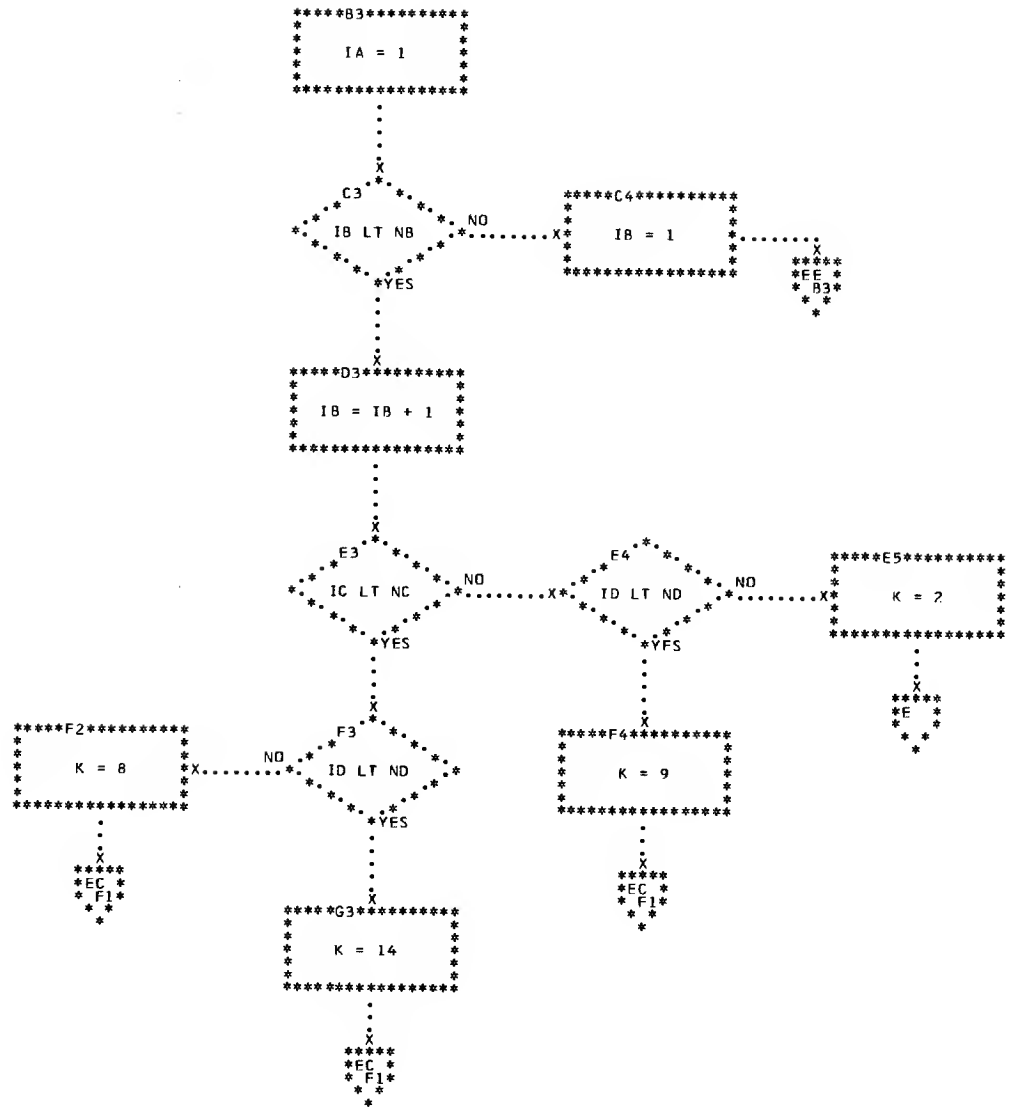 B3
IA = 1
C3
IB LT NB
NO
YES
C4
IB = 1
EE
B3
D3
IB = IB + 1
E3
IC LT NC
NO
YES
E4
ID LT ND
NO
YES
E5
K = 2
E
F2
K = 8
EC
F1
F3
NO
ID LT ND
YES
F4
K = 9
EC
F1
G3
K = 14
EC
F1